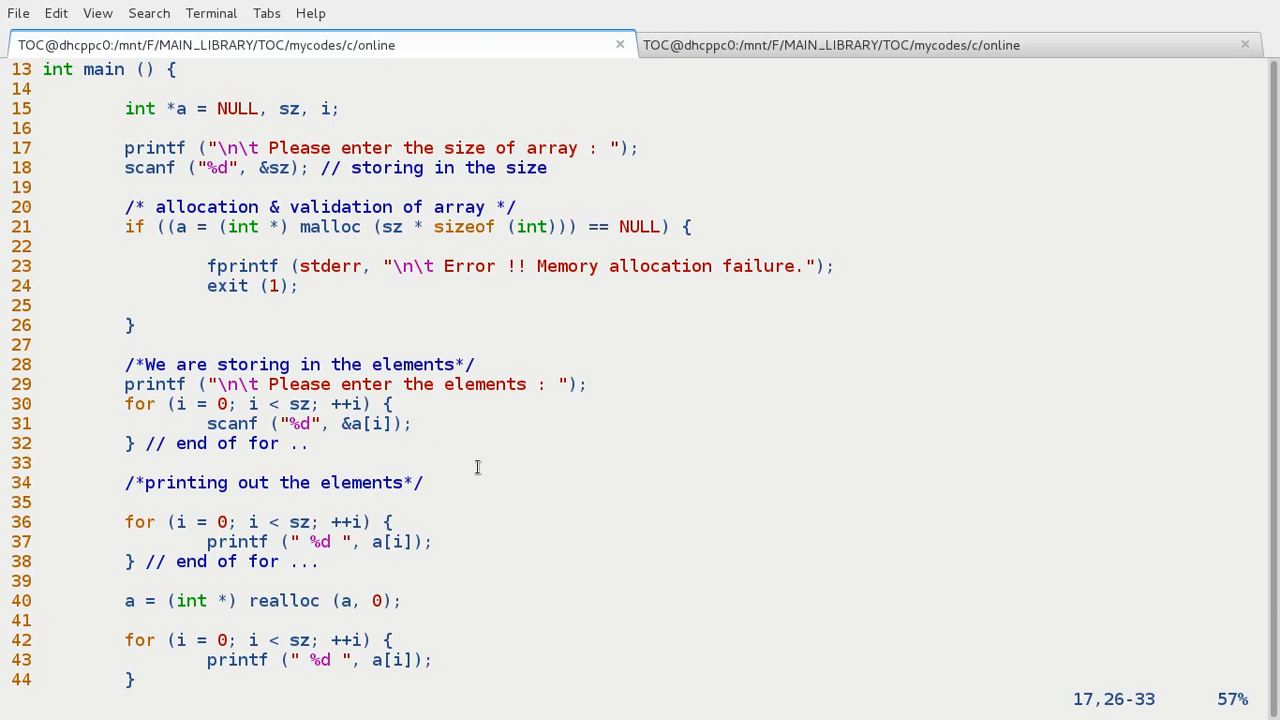 File Edit View Search Terminal Tabs Help
TOC@dhcppc0:/mnt/F/MAIN_LIBRARY/TOC/mycodes/c/online × TOC@dhcppc0:/mnt/F/MAIN_LIBRARY/TOC/mycodes/c/online ×
13 int main () {
14
15 int *a = NULL, sz, i;
16
17 printf ("\n\t Please enter the size of array : ");
18 scanf ("%d", &sz); // storing in the size
19
20 /* allocation & validation of array */
21 if ((a = (int *) malloc (sz * sizeof (int))) == NULL) {
22
23 fprintf (stderr, "\n\t Error !! Memory allocation failure.");
24 exit (1);
25
26 }
27
28 /*We are storing in the elements*/
29 printf ("\n\t Please enter the elements : ");
30 for (i = 0; i < sz; ++i) {
31 scanf ("%d", &a[i]);
32 } // end of for ..
33
34 /*printing out the elements*/
35
36 for (i = 0; i < sz; ++i) {
37 printf (" %d ", a[i]);
38 } // end of for ...
39
40 a = (int *) realloc (a, 0);
41
42 for (i = 0; i < sz; ++i) {
43 printf (" %d ", a[i]);
44 }
17,26-33 57%